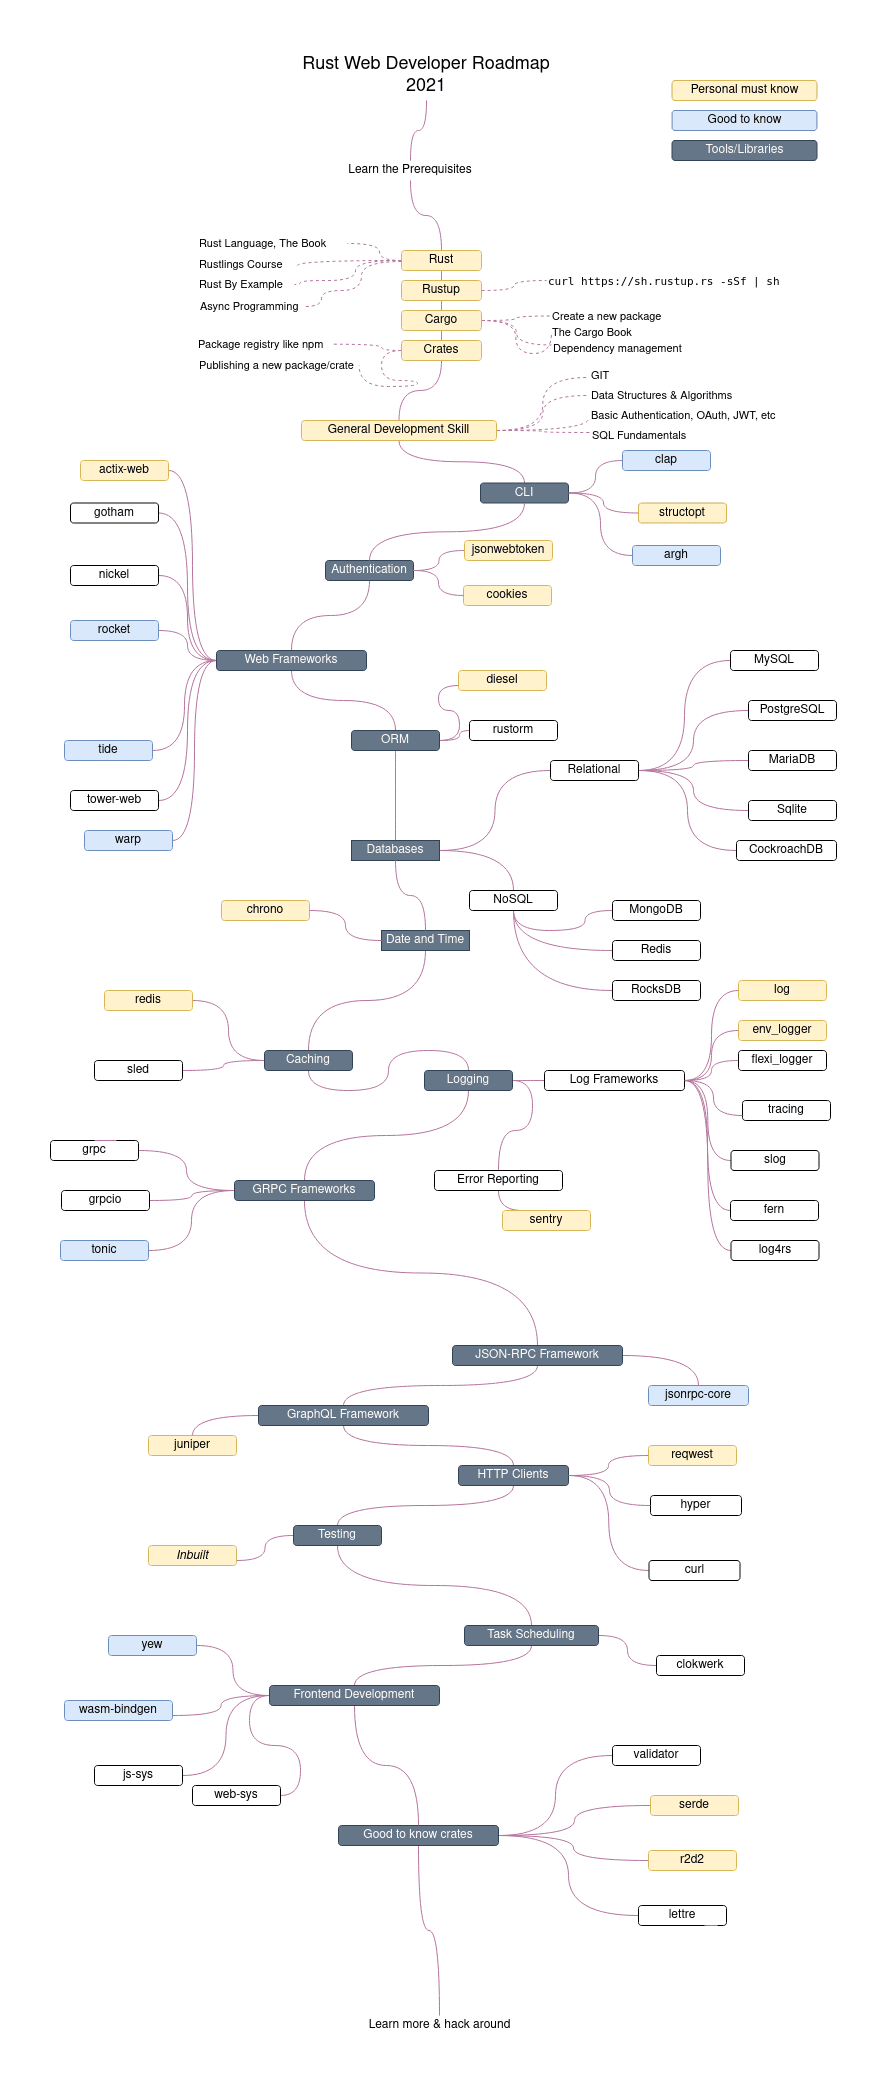 Rust Web Developer Roadmap
2021
Personal must know
Good to know
Tools/Libraries
Learn the Prerequisites
Rust Language, The Book
Rustlings Course
Rust By Example
Async Programming
Rust
Rustup
curl https://sh.rustup.rs -sSf | sh
Cargo
Create a new package
The Cargo Book
Dependency management
Package registry like npm
Publishing a new package/crate
Crates
General Development Skill
GIT
Data Structures & Algorithms
Basic Authentication, OAuth, JWT, etc
SQL Fundamentals
CLI
clap
structopt
argh
Authentication
jsonwebtoken
cookies
actix-web
gotham
nickel
rocket
Web Frameworks
tide
tower-web
warp
ORM
diesel
rustorm
Databases
Relational
MySQL
PostgreSQL
MariaDB
Sqlite
CockroachDB
NoSQL
MongoDB
Redis
RocksDB
chrono
Date and Time
redis
sled
Caching
Logging
Log Frameworks
log
env_logger
flexi_logger
tracing
slog
fern
log4rs
Error Reporting
sentry
grpc
grpcio
tonic
GRPC Frameworks
JSON-RPC Framework
jsonrpc-core
GraphQL Framework
juniper
HTTP Clients
reqwest
hyper
curl
Testing
Inbuilt
Task Scheduling
clokwerk
yew
wasm-bindgen
js-sys
web-sys
Frontend Development
Good to know crates
validator
serde
r2d2
lettre
Learn more & hack around